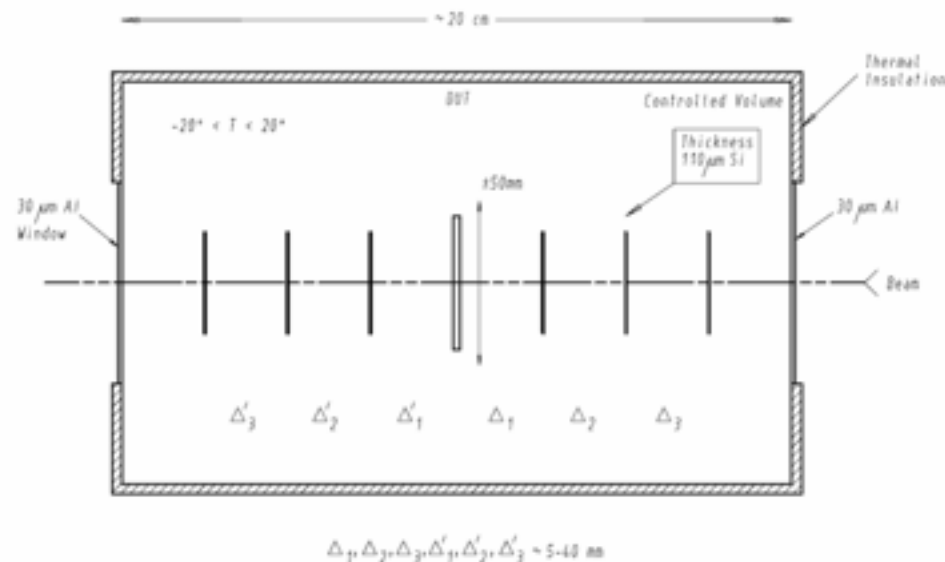 ~ 20 cm
Thermal
Insulation
DUT
Controlled Volume
-20° < T < 20°
Thickness
110µm Si
±50mm
30 µm Al
Window
30 µm Al
Beam
Δ'₃ Δ'₂ Δ'₁ Δ₁ Δ₂ Δ₃
Δ₁, Δ₂, Δ₃, Δ'₁, Δ'₂, Δ'₃ ~ 5-40 mm